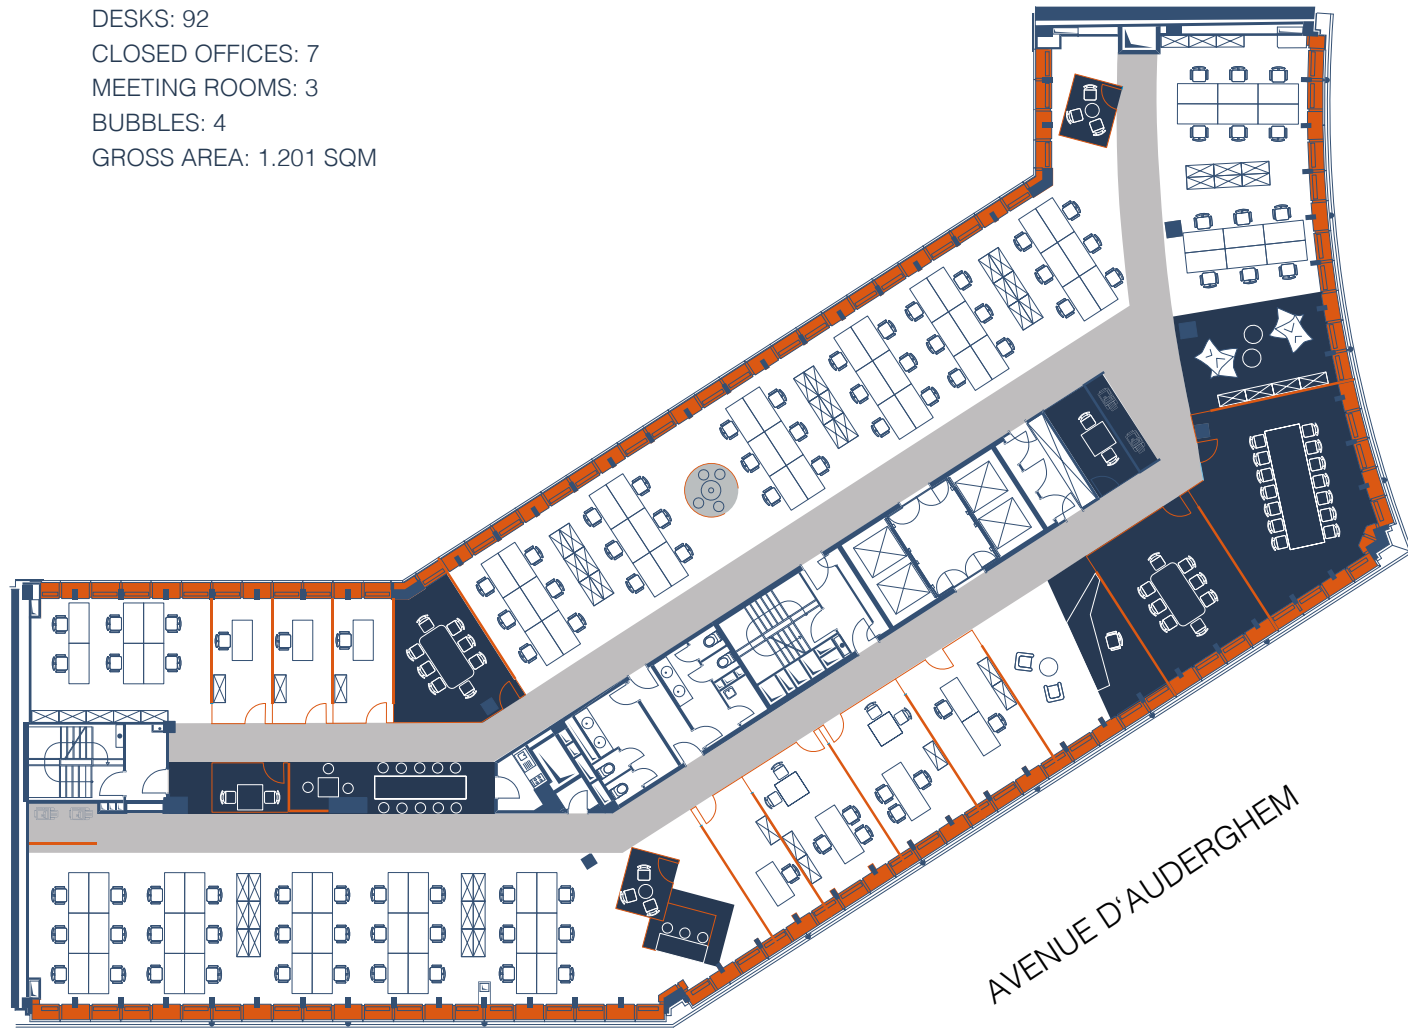 DESKS: 92
CLOSED OFFICES: 7
MEETING ROOMS: 3
BUBBLES: 4
GROSS AREA: 1.201 SQM
AVENUE D'AUDERGHEM